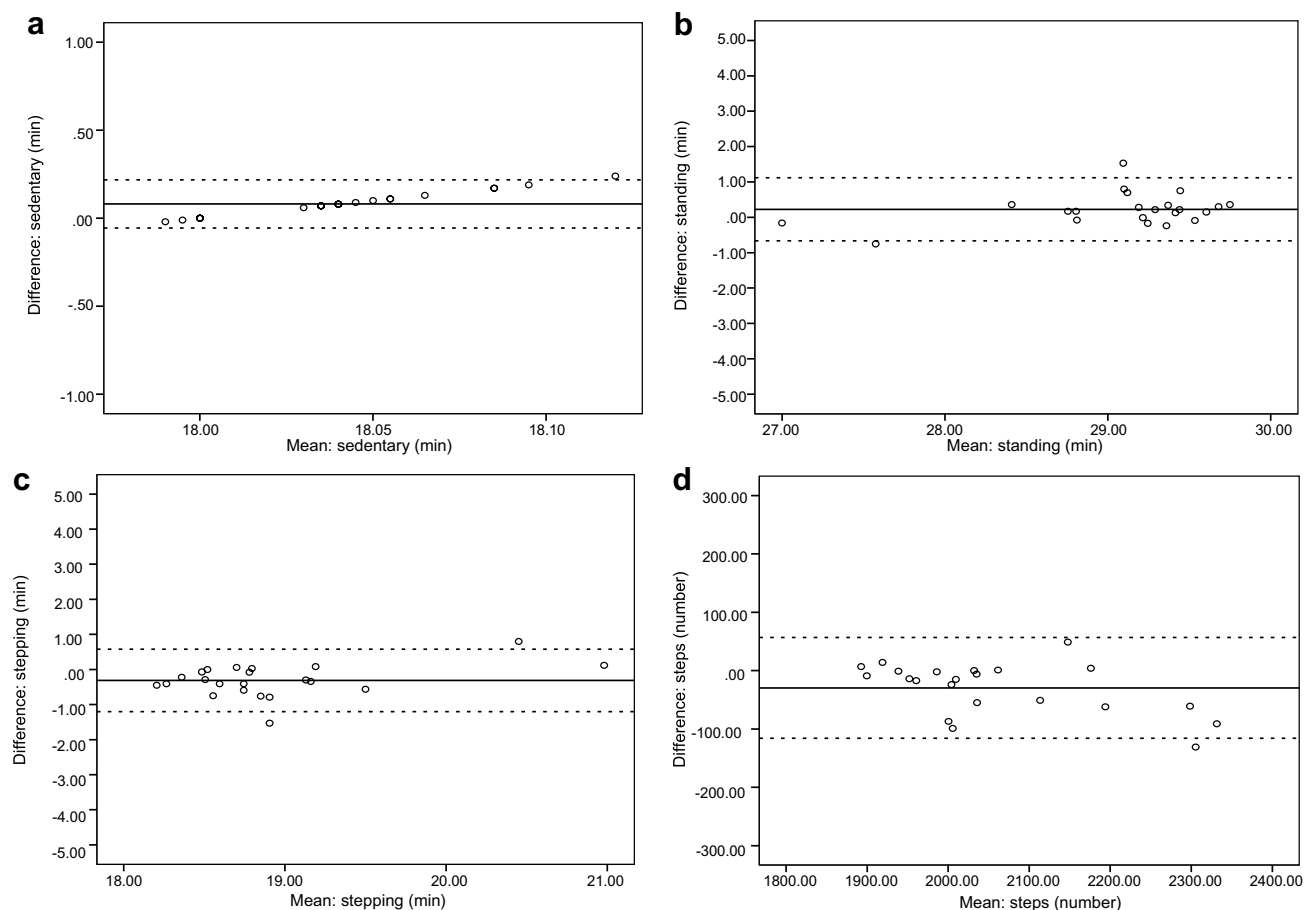 a
1.00
.50
.00
-.50
-1.00
Difference: sedentary (min)
18.00 18.05 18.10
Mean: sedentary (min)
b
5.00
4.00
3.00
2.00
1.00
.00
-1.00
-2.00
-3.00
-4.00
-5.00
Difference: standing (min)
27.00 28.00 29.00 30.00
Mean: standing (min)
c
5.00
4.00
3.00
2.00
1.00
.00
-1.00
-2.00
-3.00
-4.00
-5.00
Difference: stepping (min)
18.00 19.00 20.00 21.00
Mean: stepping (min)
d
300.00
200.00
100.00
.00
-100.00
-200.00
-300.00
Difference: steps (number)
1800.00 1900.00 2000.00 2100.00 2200.00 2300.00 2400.00
Mean: steps (number)